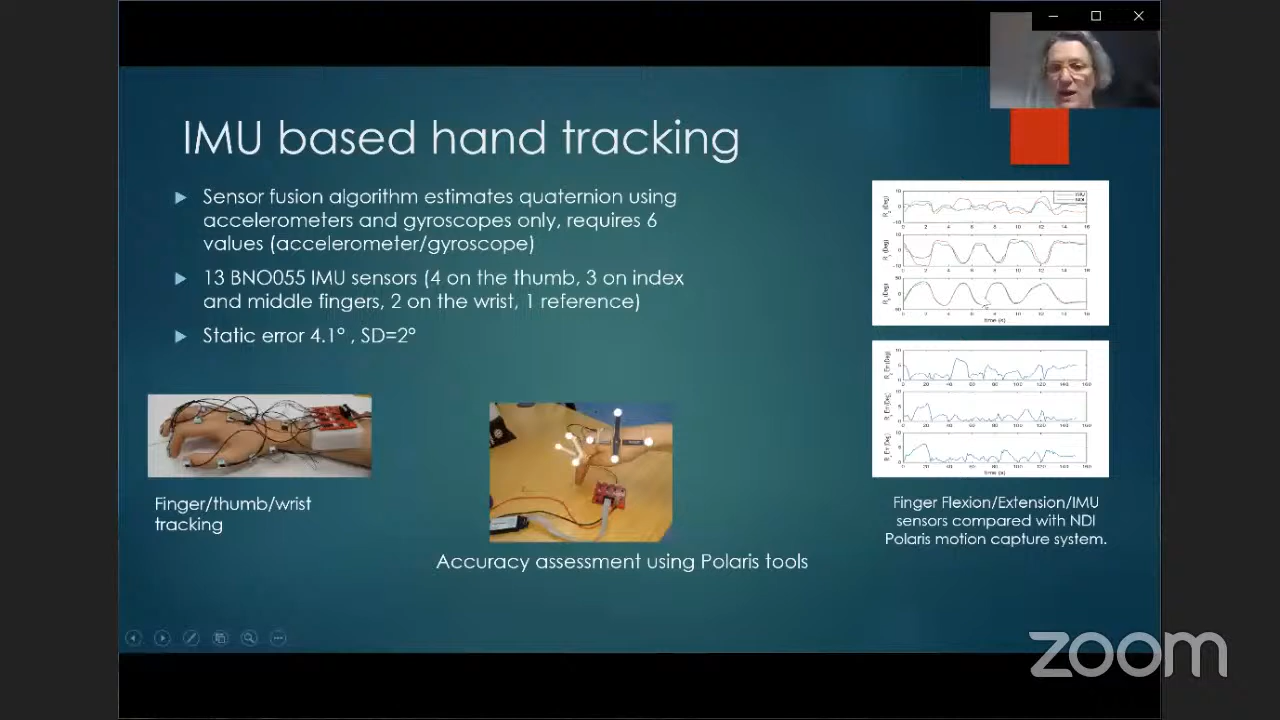 IMU based hand tracking
Sensor fusion algorithm estimates quaternion using
accelerometers and gyroscopes only, requires 6
values (accelerometer/gyroscope)
13 BNO055 IMU sensors (4 on the thumb, 3 on index
and middle fingers, 2 on the wrist, 1 reference)
Static error 4.1° , SD=2°
Finger/thumb/wrist
tracking
Accuracy assessment using Polaris tools
time (s)
time (s)
Finger Flexion/Extension/IMU
sensors compared with NDI
Polaris motion capture system.
zoom